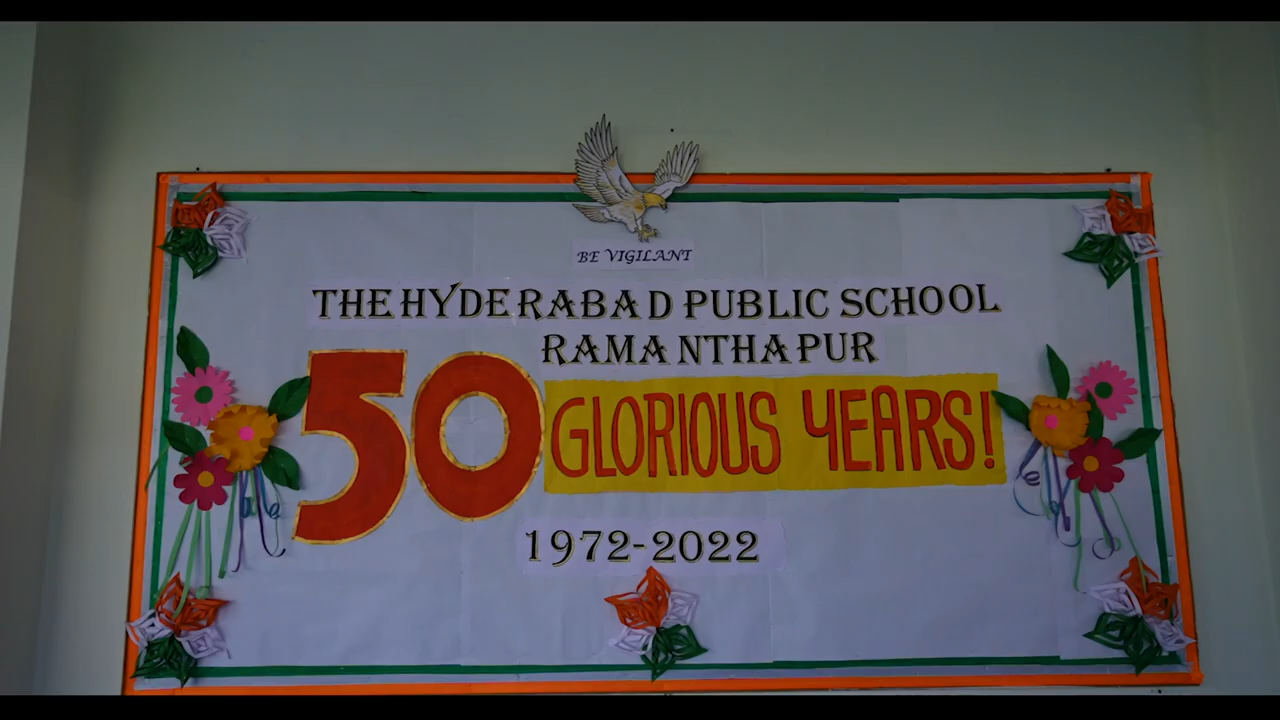 BE VIGILANT
THE HYDERABAD PUBLIC SCHOOL
RAMANTHAPUR
50 GLORIOUS YEARS!
1972-2022